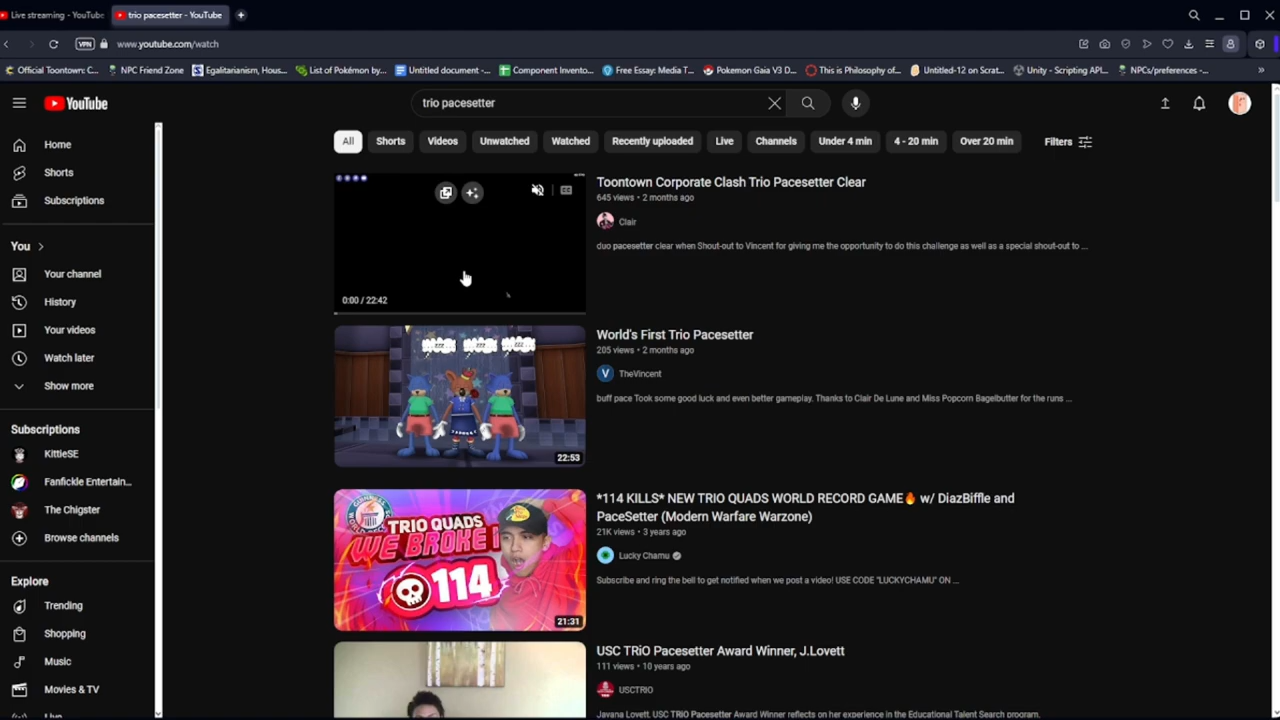 Live streaming - YouTube
trio pacesetter - YouTube
VPN
www.youtube.com/watch
Official Toontown: C...
NPC Friend Zone
Egalitarianism, Hous...
List of Pokémon by...
Untitled document -...
Component Invento...
Free Essay: Media T...
Pokemon Gaia V3 D...
This is Philosophy of...
Untitled-12 on Scrat...
Unity - Scripting API...
NPCs/preferences -...
YouTube
trio pacesetter
All
Shorts
Videos
Unwatched
Watched
Recently uploaded
Live
Channels
Under 4 min
4 - 20 min
Over 20 min
Filters
Home
Shorts
Subscriptions
You
Your channel
History
Your videos
Watch later
Show more
Subscriptions
KittleSE
Fanfickle Entertain...
The Chigster
Browse channels
Explore
Trending
Shopping
Music
Movies & TV
Live
0:00 / 22:42
Toontown Corporate Clash Trio Pacesetter Clear
645 views • 2 months ago
Clair
duo pacesetter clear when Shout-out to Vincent for giving me the opportunity to do this challenge as well as a special shout-out to ...
22:53
World's First Trio Pacesetter
205 views • 2 months ago
V
TheVincent
buff pace Took some good luck and even better gameplay. Thanks to Clair De Lune and Miss Popcorn Bagelbutter for the runs ...
TRIO QUADS
WE BROKE I
114
21:31
*114 KILLS* NEW TRIO QUADS WORLD RECORD GAME🔥 w/ DiazBiffle and
PaceSetter (Modern Warfare Warzone)
21K views • 3 years ago
Lucky Chamu
Subscribe and ring the bell to get notified when we post a video! USE CODE "LUCKYCHAMU" ON ...
USC TRiO Pacesetter Award Winner, J.Lovett
111 views • 10 years ago
USCTRIO
Javana Lovett, USC TRIO Pacesetter Award Winner reflects on her experience in the Educational Talent Search program.